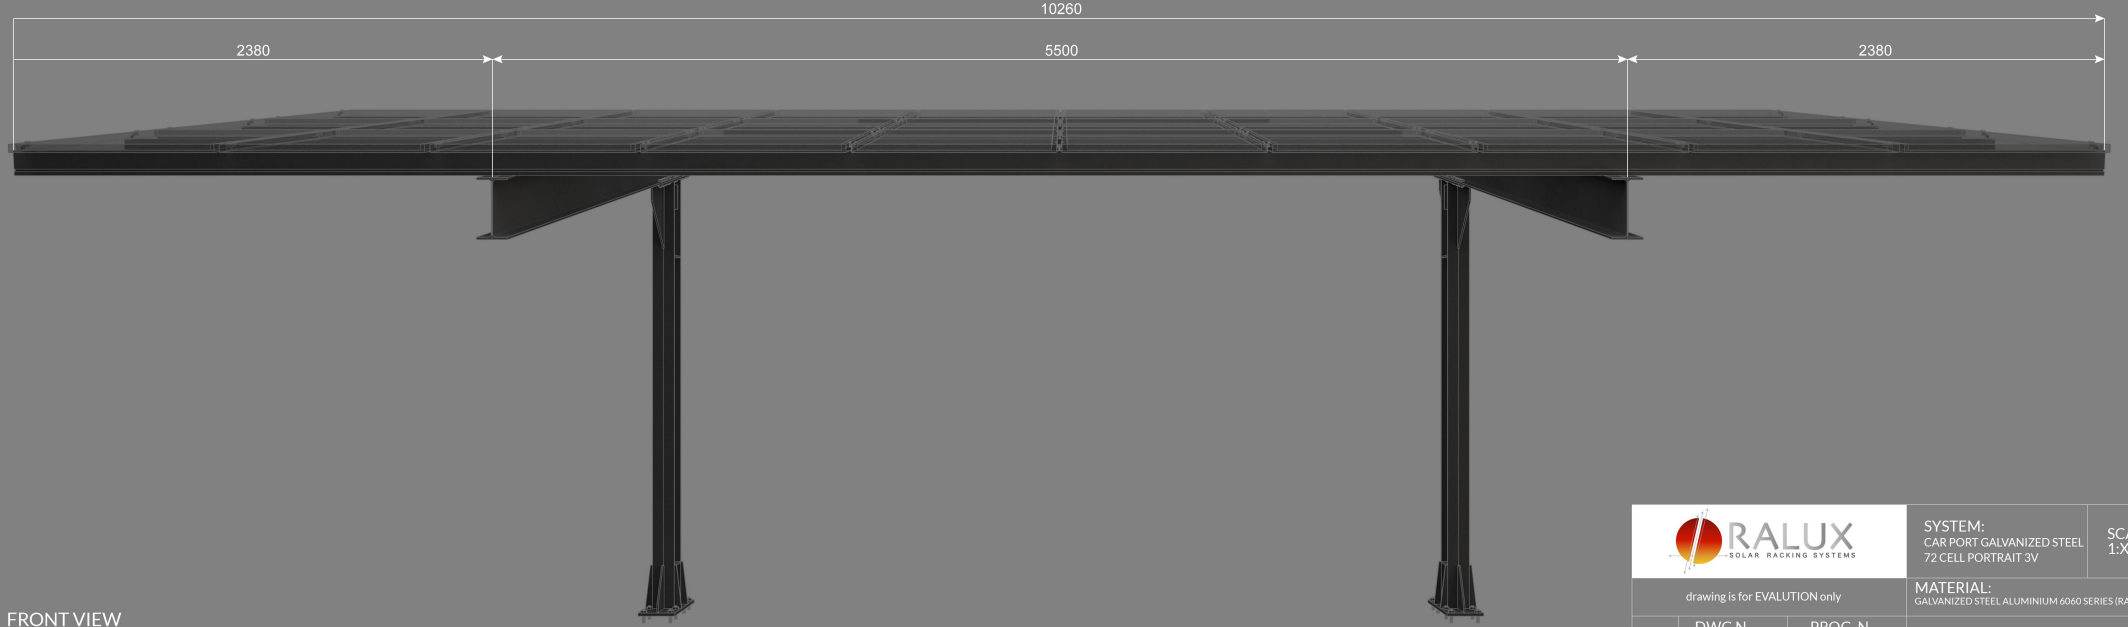 10260
2380
5500
2380
RALUX
SOLAR RACKING SYSTEMS
SYSTEM:
CAR PORT GALVANIZED STEEL
72 CELL PORTRAIT 3V
1:X
drawing is for EVALUTION only
MATERIAL:
GALVANIZED STEEL ALUMINIUM 6060 SERIES
FRONT VIEW